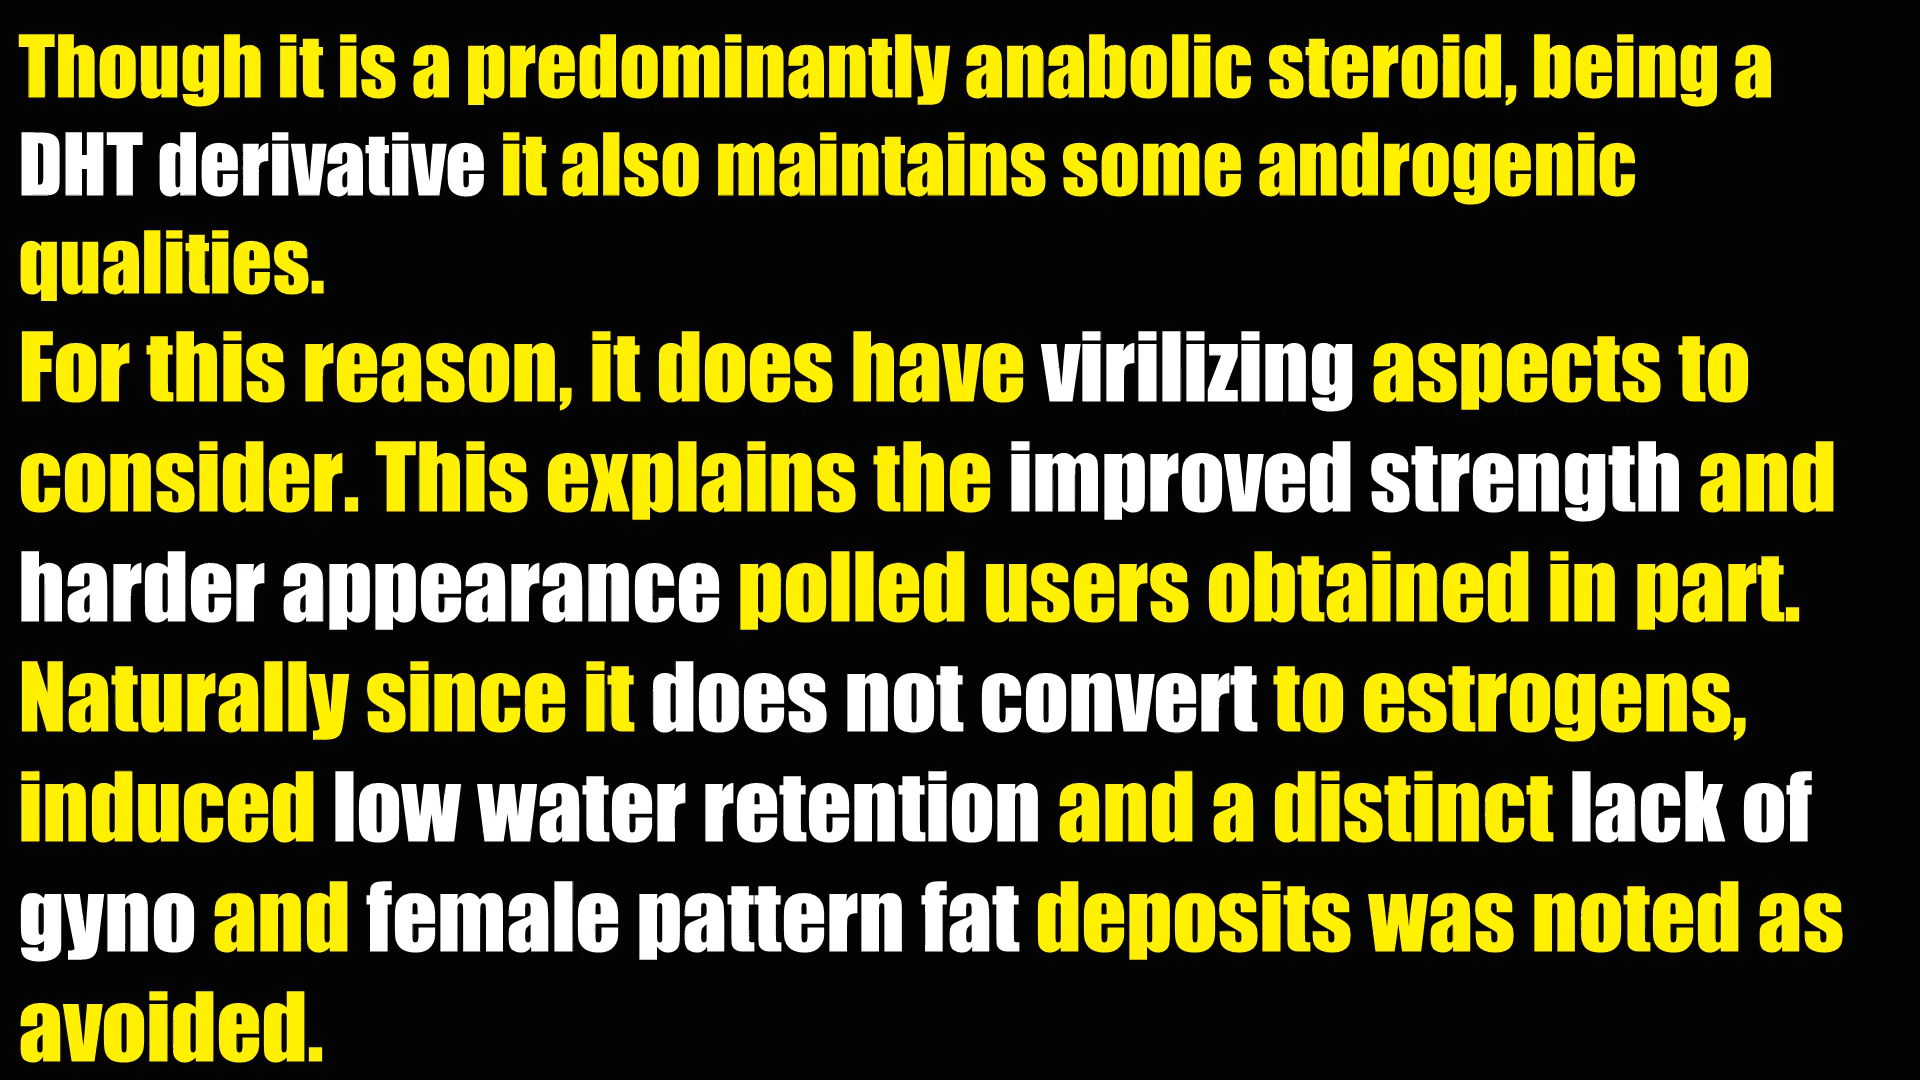 Though it is a predominantly anabolic steroid, being a
DHT derivative it also maintains some androgenic
qualities.
For this reason, it does have virilizing aspects to
consider. This explains the improved strength and
harder appearance polled users obtained in part.
Naturally since it does not convert to estrogens,
induced low water retention and a distinct lack of
gyno and female pattern fat deposits was noted as
avoided.